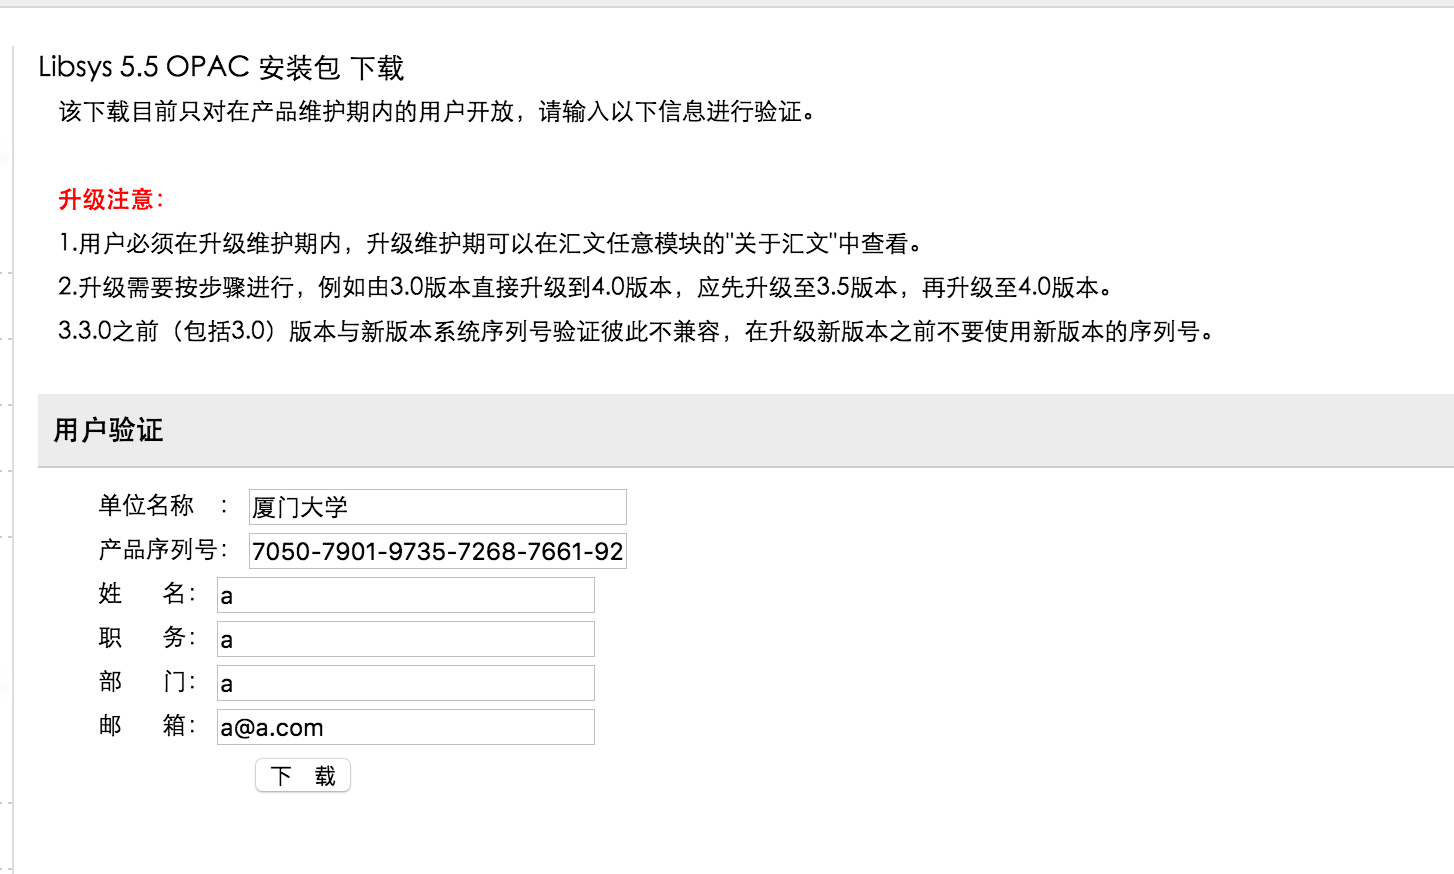 Libsys 5.5 OPAC 安装包 下载
该下载目前只对在产品维护期内的用户开放，请输入以下信息进行验证。
升级注意：
1.用户必须在升级维护期内，升级维护期可以在汇文任意模块的"关于汇文"中查看。
2.升级需要按步骤进行，例如由3.0版本直接升级到4.0版本，应先升级至3.5版本，再升级至4.0版本。
3.3.0之前（包括3.0）版本与新版本系统序列号验证彼此不兼容，在升级新版本之前不要使用新版本的序列号。
用户验证
单位名称 ： 厦门大学
产品序列号： 7050-7901-9735-7268-7661-92
姓 名： a
职 务： a
部 门： a
邮 箱： a@a.com
下 载